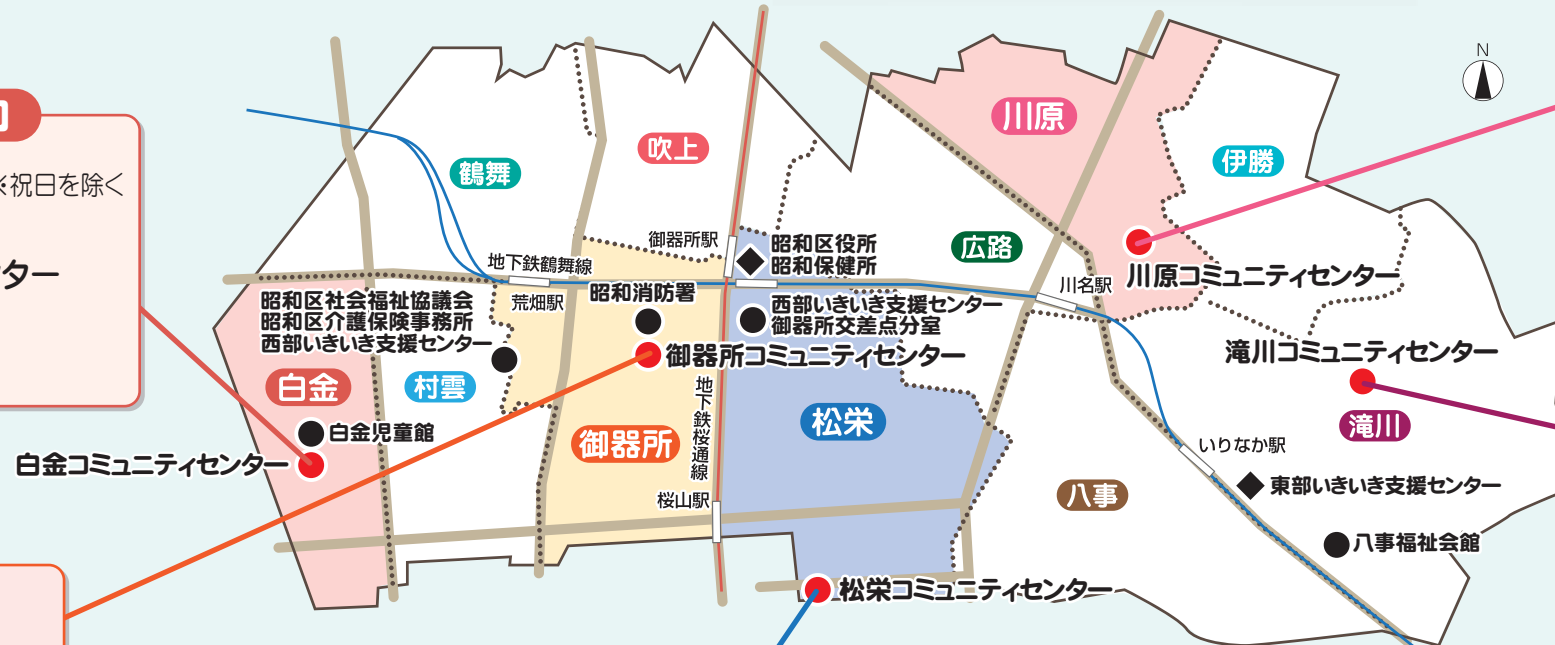 N
川原
吹上
伊勝
鶴舞
※祝日を除く
ター
御器所駅
昭和区役所
昭和保健所
広路
地下鉄鶴舞線
荒畑駅
川名駅
川原コミュニティセンター
昭和消防署
昭和区社会福祉協議会
昭和区介護保険事務所
西部いきいき支援センター
西部いきいき支援センター
御器所交差点分室
御器所コミュニティセンター
滝川コミュニティセンター
白金
村雲
地下鉄桜通線
松栄
滝川
白金児童館
御器所
いりなか駅
白金コミュニティセンター
桜山駅
八事
東部いきいき支援センター
八事福祉会館
松栄コミュニティセンター